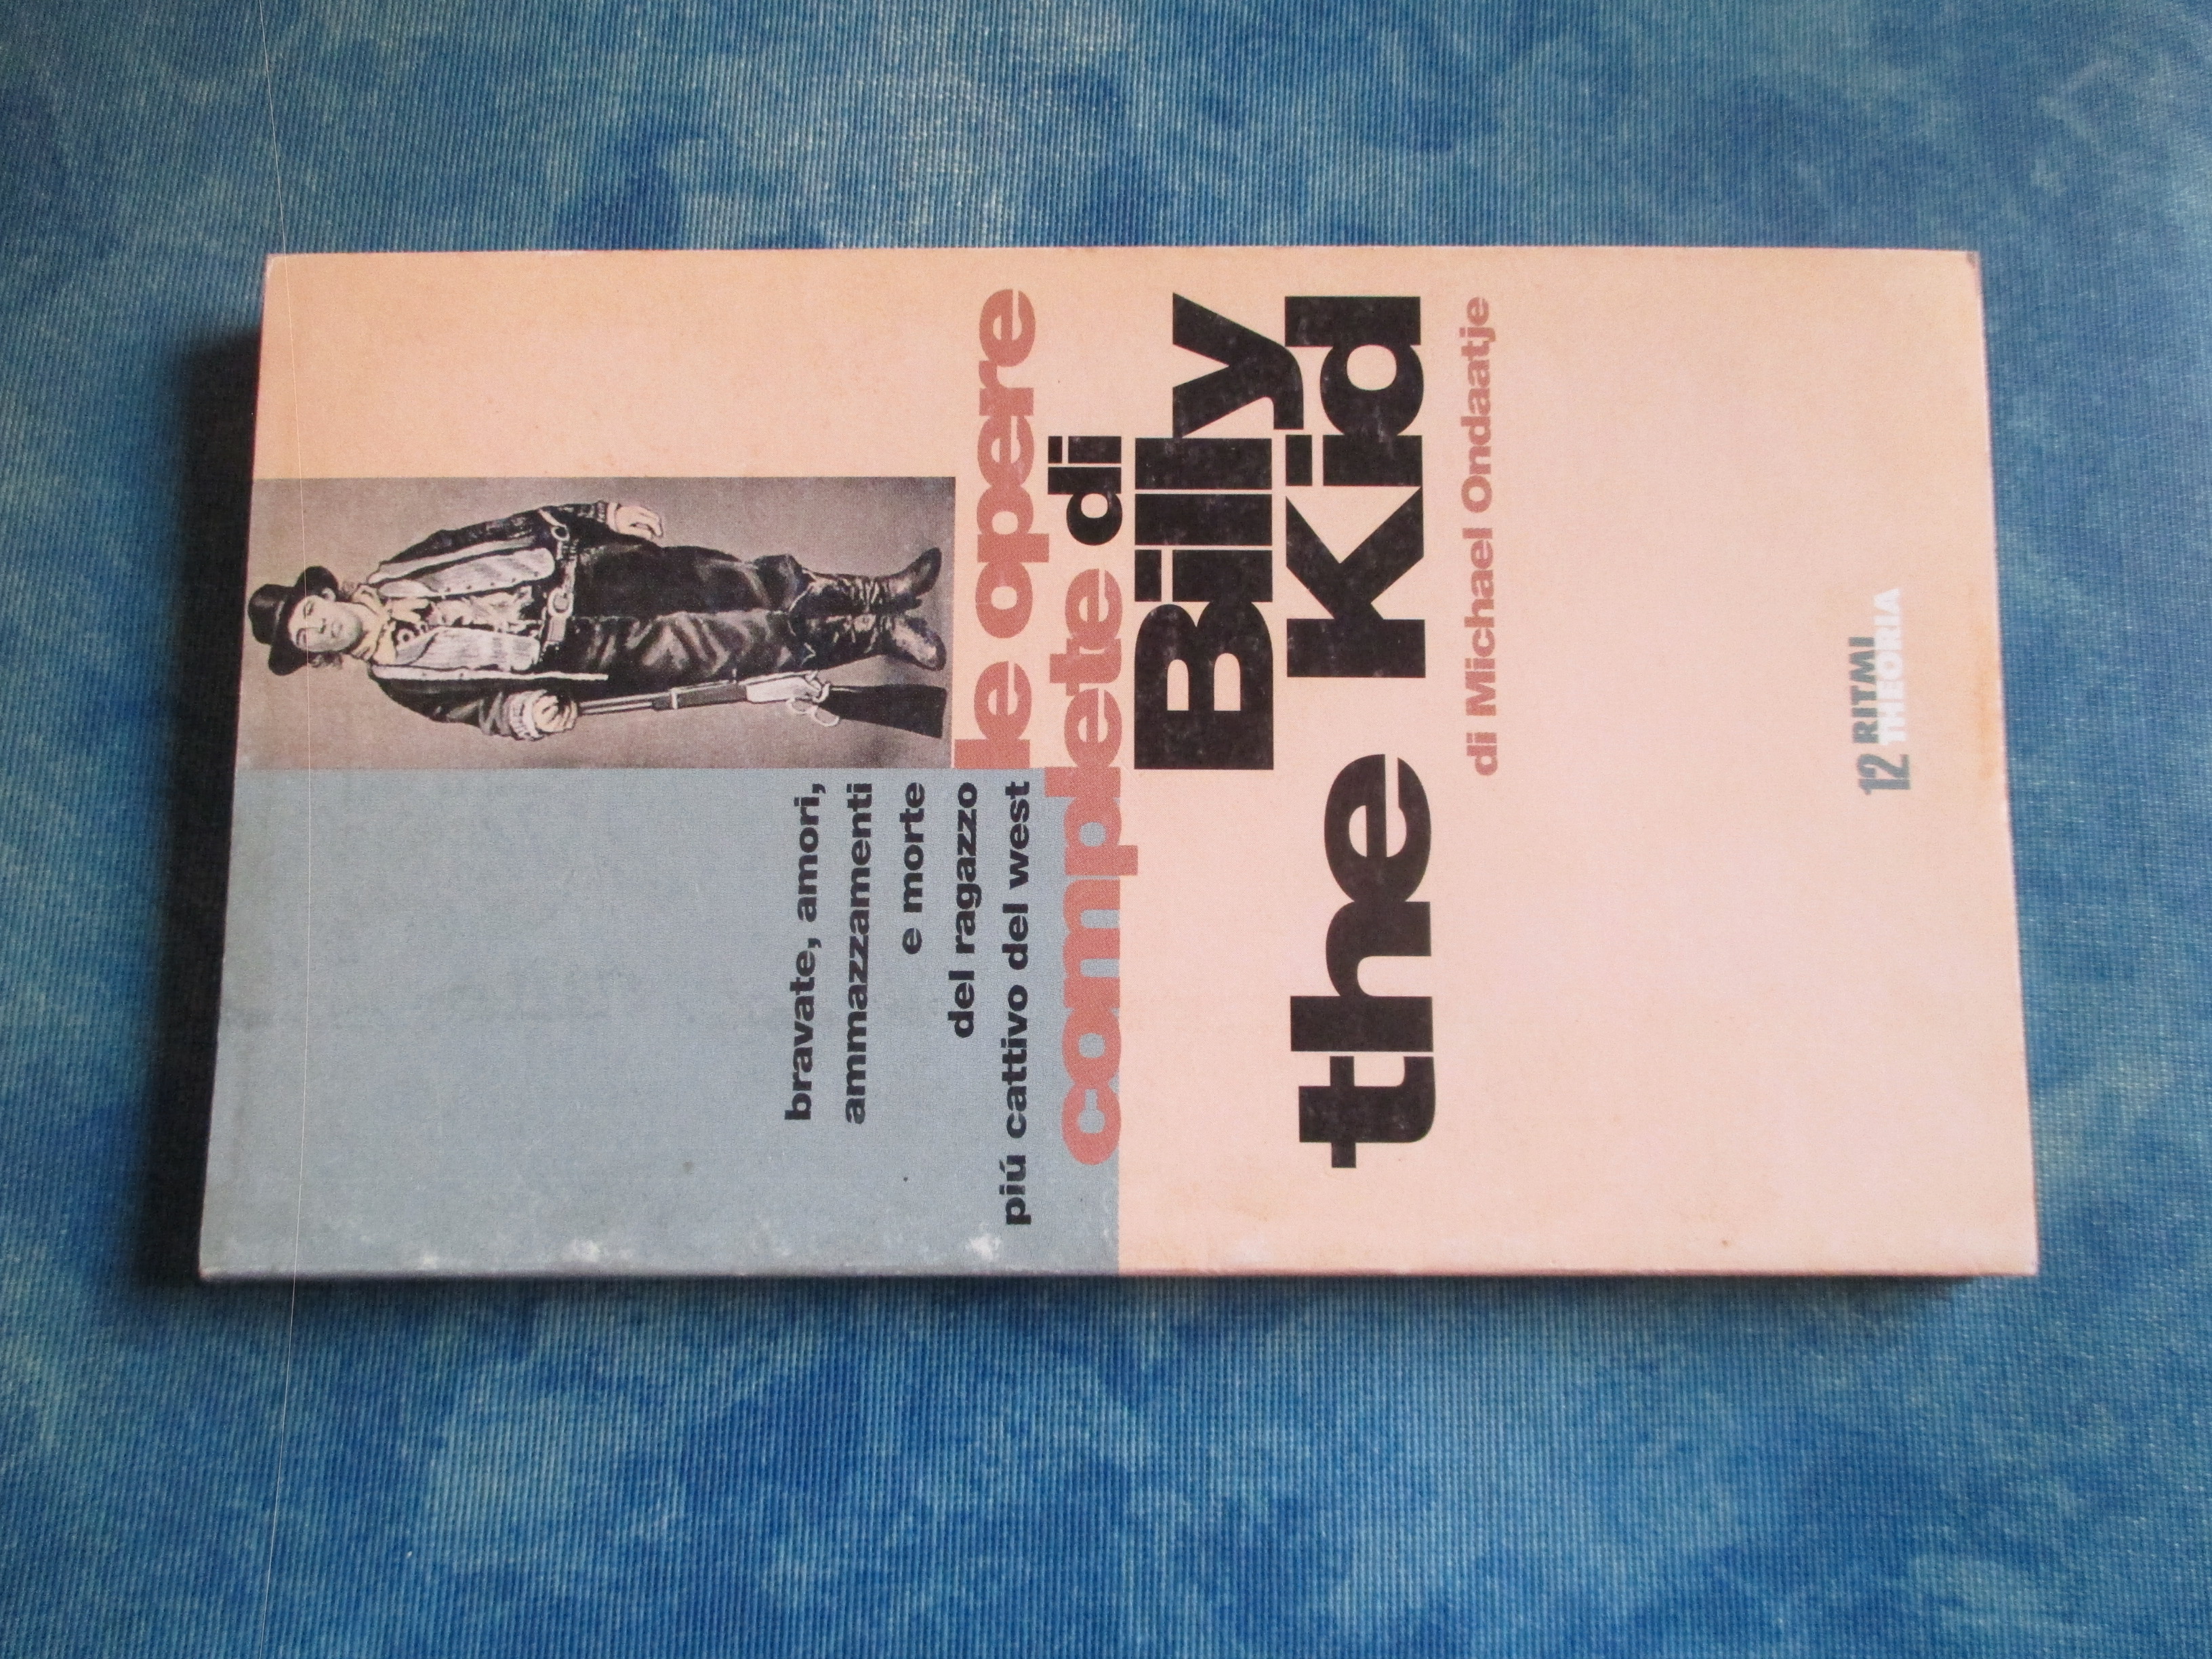 bravate, amori,
ammazzamenti
e morte
del ragazzo
piú cattivo del west
le opere
complete di
Billy
the Kid
di Michael Ondaatje
12 RITMI
THEORIA